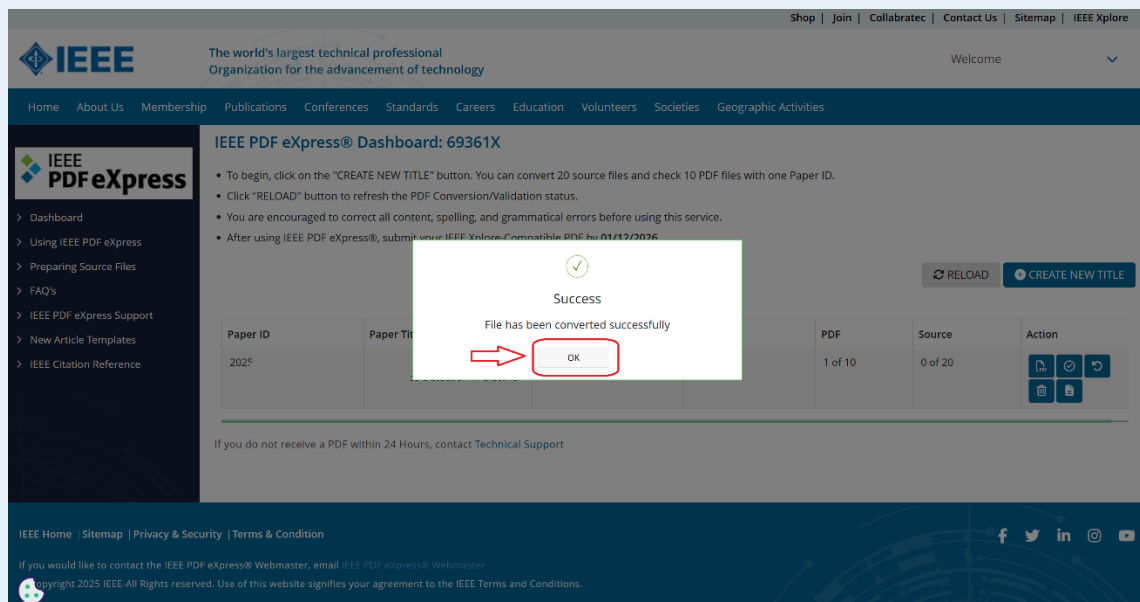 Shop | Join | Collabratec | Contact Us | Sitemap | IEEE Xplore
IEEE
The world's largest technical professional
Organization for the advancement of technology
Welcome
Home About Us Membership Publications Conferences Standards Careers Education Volunteers Societies Geographic Activities
IEEE
PDF eXpress
> Dashboard
> Using IEEE PDF eXpress
> Preparing Source Files
> FAQ's
> IEEE PDF eXpress Support
> New Article Templates
> IEEE Citation Reference
IEEE PDF eXpress® Dashboard: 69361X
• To begin, click on the "CREATE NEW TITLE" button. You can convert 20 source files and check 10 PDF files with one Paper ID.
• Click "RELOAD" button to refresh the PDF Conversion/Validation status.
• You are encouraged to correct all content, spelling, and grammatical errors before using this service.
• After using IEEE PDF eXpress®, submit your IEEE Xplore-Compatible PDF by 01/12/2026
RELOAD CREATE NEW TITLE
Success
File has been converted successfully
OK
Paper ID Paper PDF Source Action
2025 1 of 10 0 of 20
If you do not receive a PDF within 24 Hours, contact Technical Support
IEEE Home | Sitemap | Privacy & Security | Terms & Condition
if you would like to contact the IEEE PDF eXpress® Webmaster, email IEEE PDF eXpress® Webmaster
copyright 2025 IEEE-All Rights reserved. Use of this website signifies your agreement to the IEEE Terms and Conditions.